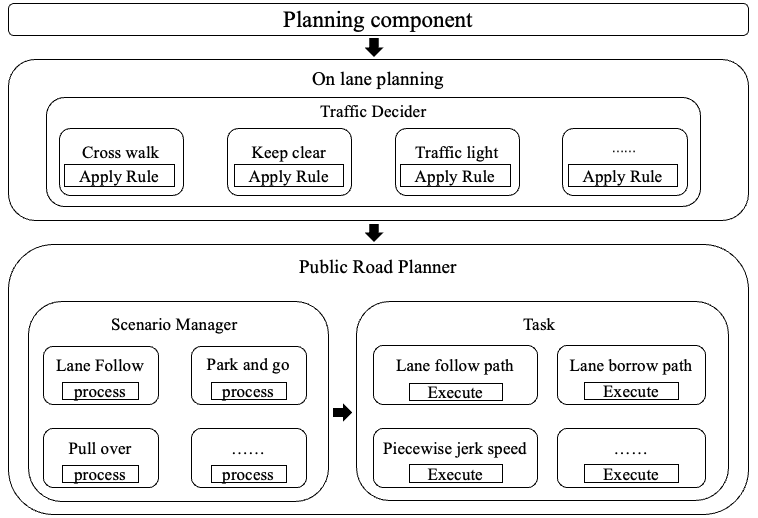 Planning component
On lane planning
Traffic Decider
Cross walk
Apply Rule
Keep clear
Apply Rule
Traffic light
Apply Rule
......
Apply Rule
Public Road Planner
Scenario Manager
Lane Follow
process
Park and go
process
Pull over
process
......
process
Task
Lane follow path
Execute
Lane borrow path
Execute
Piecewise jerk speed
Execute
......
Execute